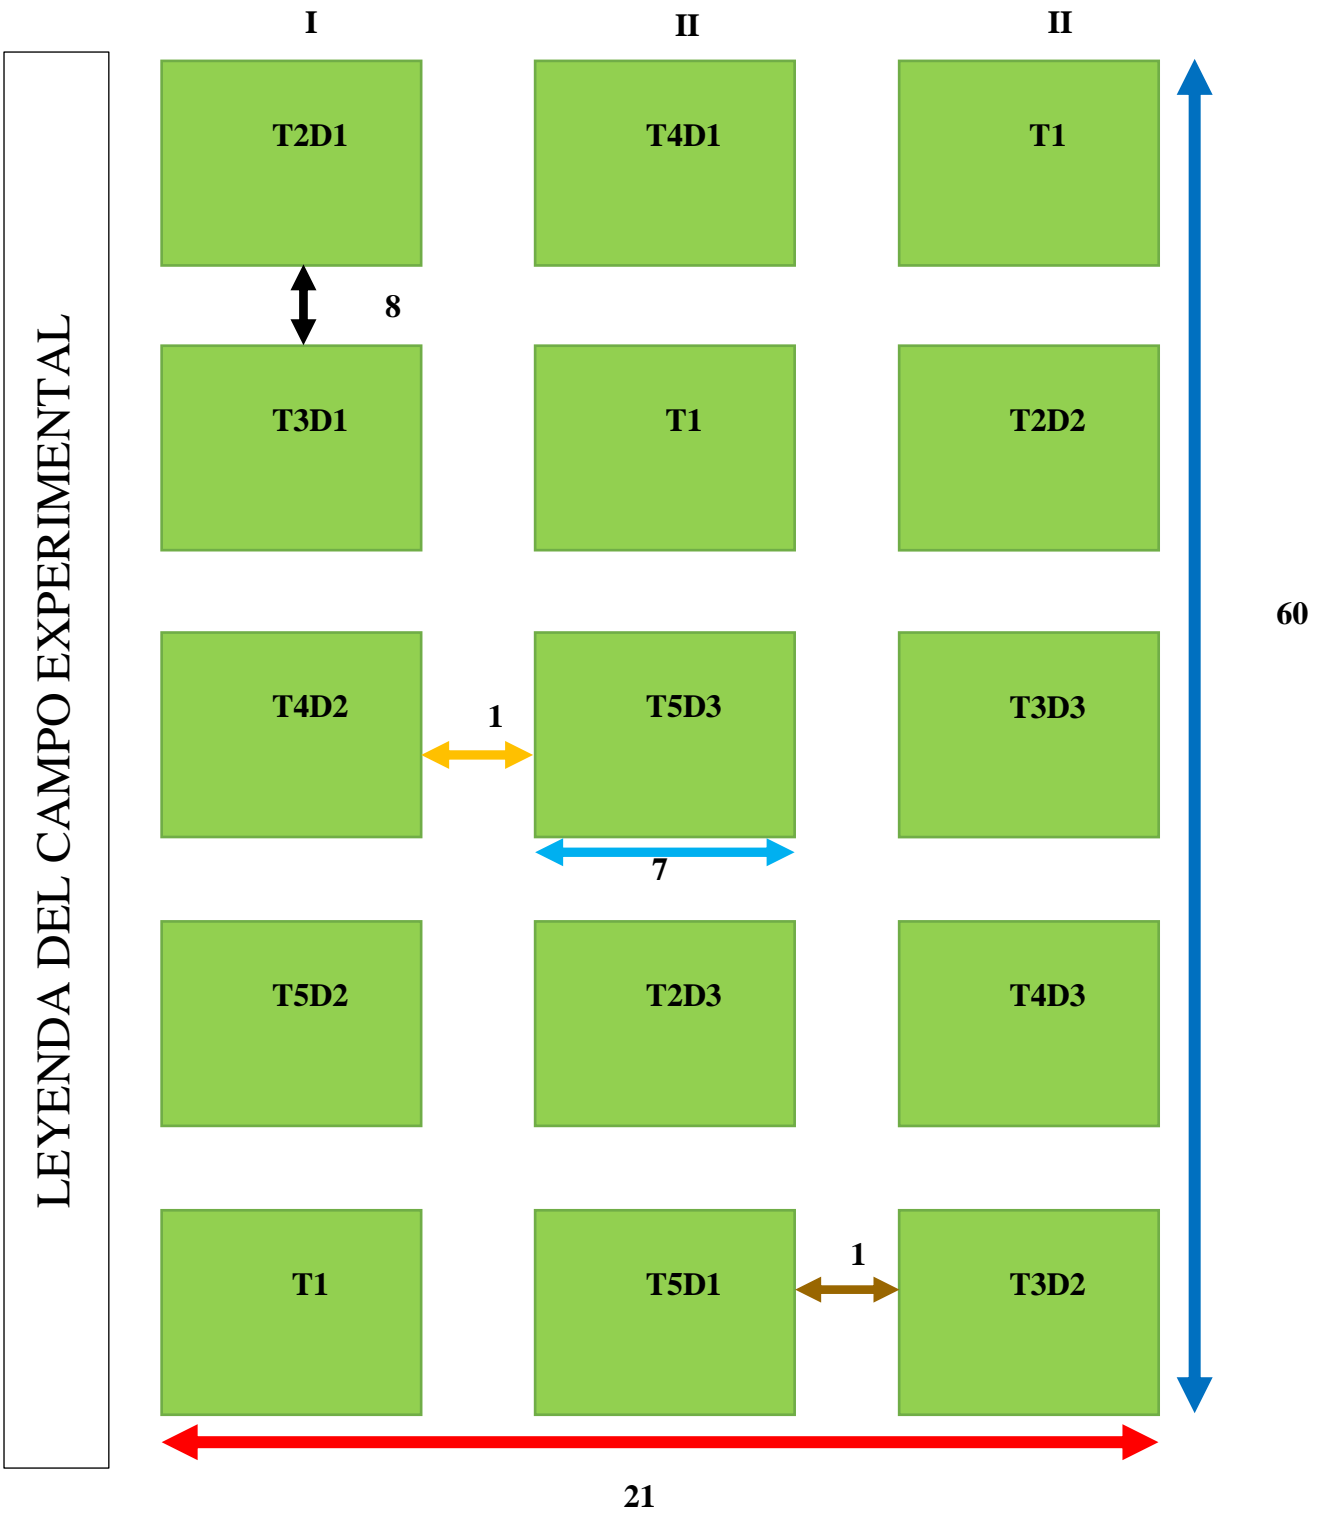 I
II
II
LEYENDA DEL CAMPO EXPERIMENTAL
T2D1
T4D1
T1
8
T3D1
T1
T2D2
60
T4D2
1
T5D3
T3D3
7
T5D2
T2D3
T4D3
T1
T5D1
1
T3D2
21